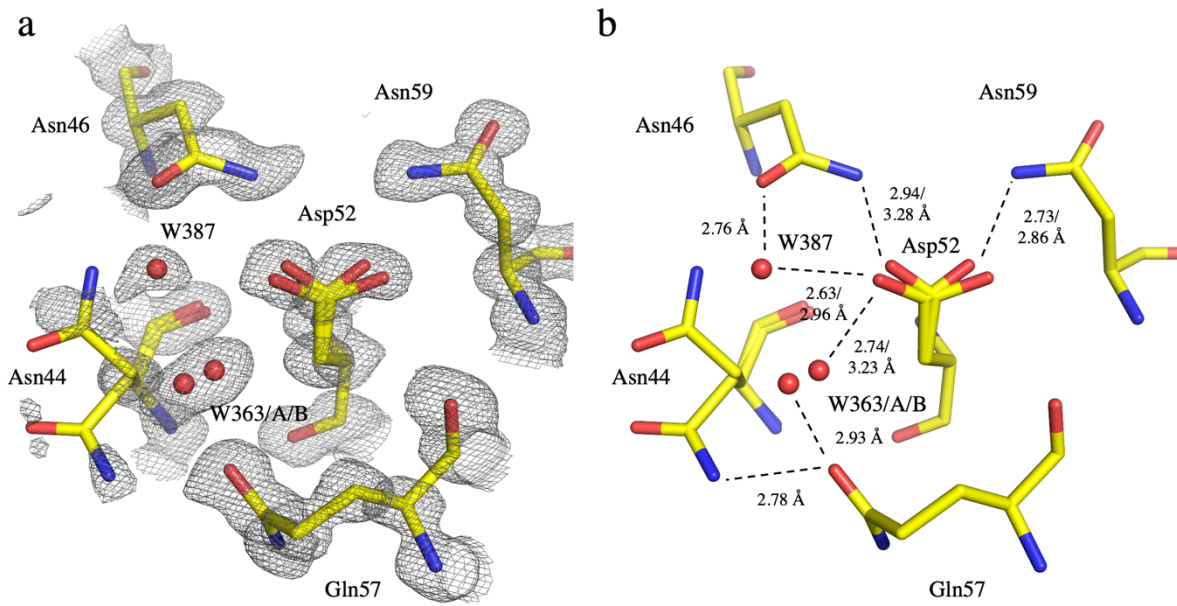 a
Asn46
Asn59
Asp52
W387
Asn44
W363/A/B
Gln57
b
Asn46
Asn59
2.94/
3.28 Å
2.73/
2.86 Å
2.76 Å
W387
Asp52
2.63/
2.96 Å
2.74/
3.23 Å
Asn44
W363/A/B
2.93 Å
2.78 Å
Gln57